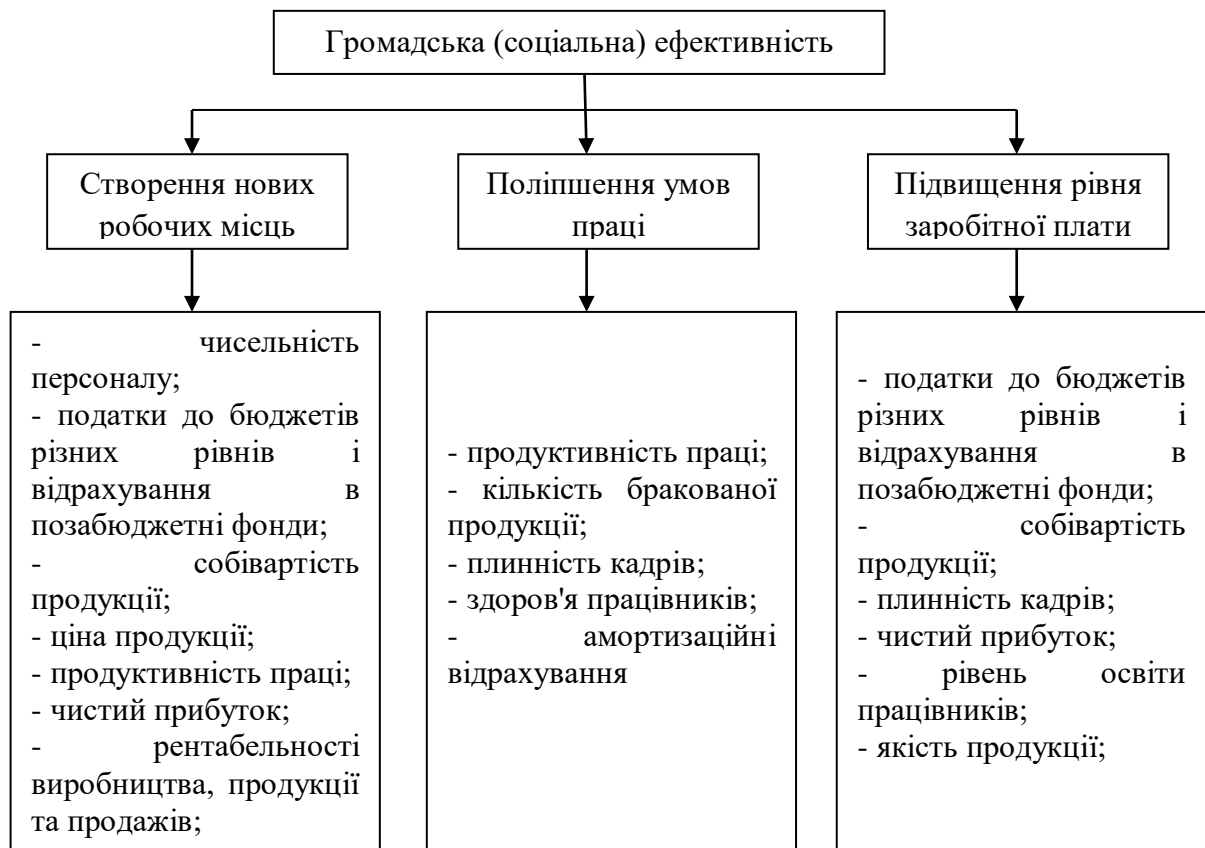 Громадська (соціальна) ефективність
Створення нових
робочих місць
Поліпшення умов
праці
Підвищення рівня
заробітної плати
- чисельність
персоналу;
- податки до бюджетів
різних рівнів і
відрахування в
позабюджетні фонди;
- собівартість
продукції;
- ціна продукції;
- продуктивність праці;
- чистий прибуток;
- рентабельності
виробництва, продукції
та продажів;
- продуктивність праці;
- кількість бракованої
продукції;
- плинність кадрів;
- здоров'я працівників;
- амортизаційні
відрахування
- податки до бюджетів
різних рівнів і
відрахування в
позабюджетні фонди;
- собівартість
продукції;
- плинність кадрів;
- чистий прибуток;
- рівень освіти
працівників;
- якість продукції;